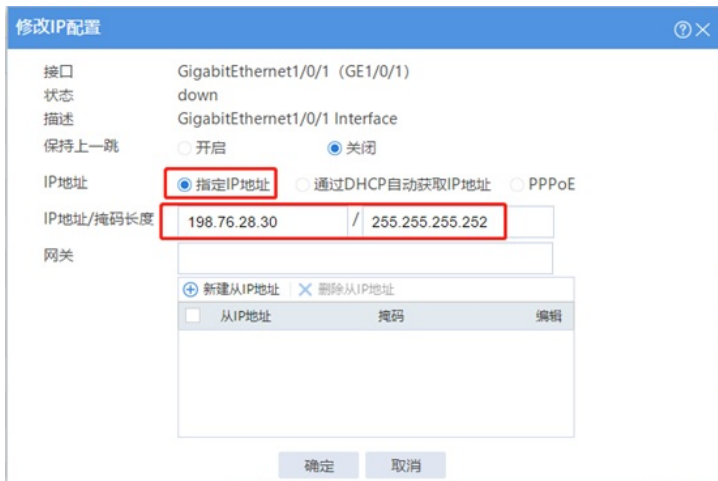 修改IP配置
接口 GigabitEthernet1/0/1（GE1/0/1）
状态 down
描述 GigabitEthernet1/0/1 Interface
保持上一跳 开启 关闭
IP地址 指定IP地址 通过DHCP自动获取IP地址 PPPoE
IP地址/掩码长度 198.76.28.30 / 255.255.255.252
网关
新建从IP地址 删除从IP地址
从IP地址 掩码 编辑
确定 取消